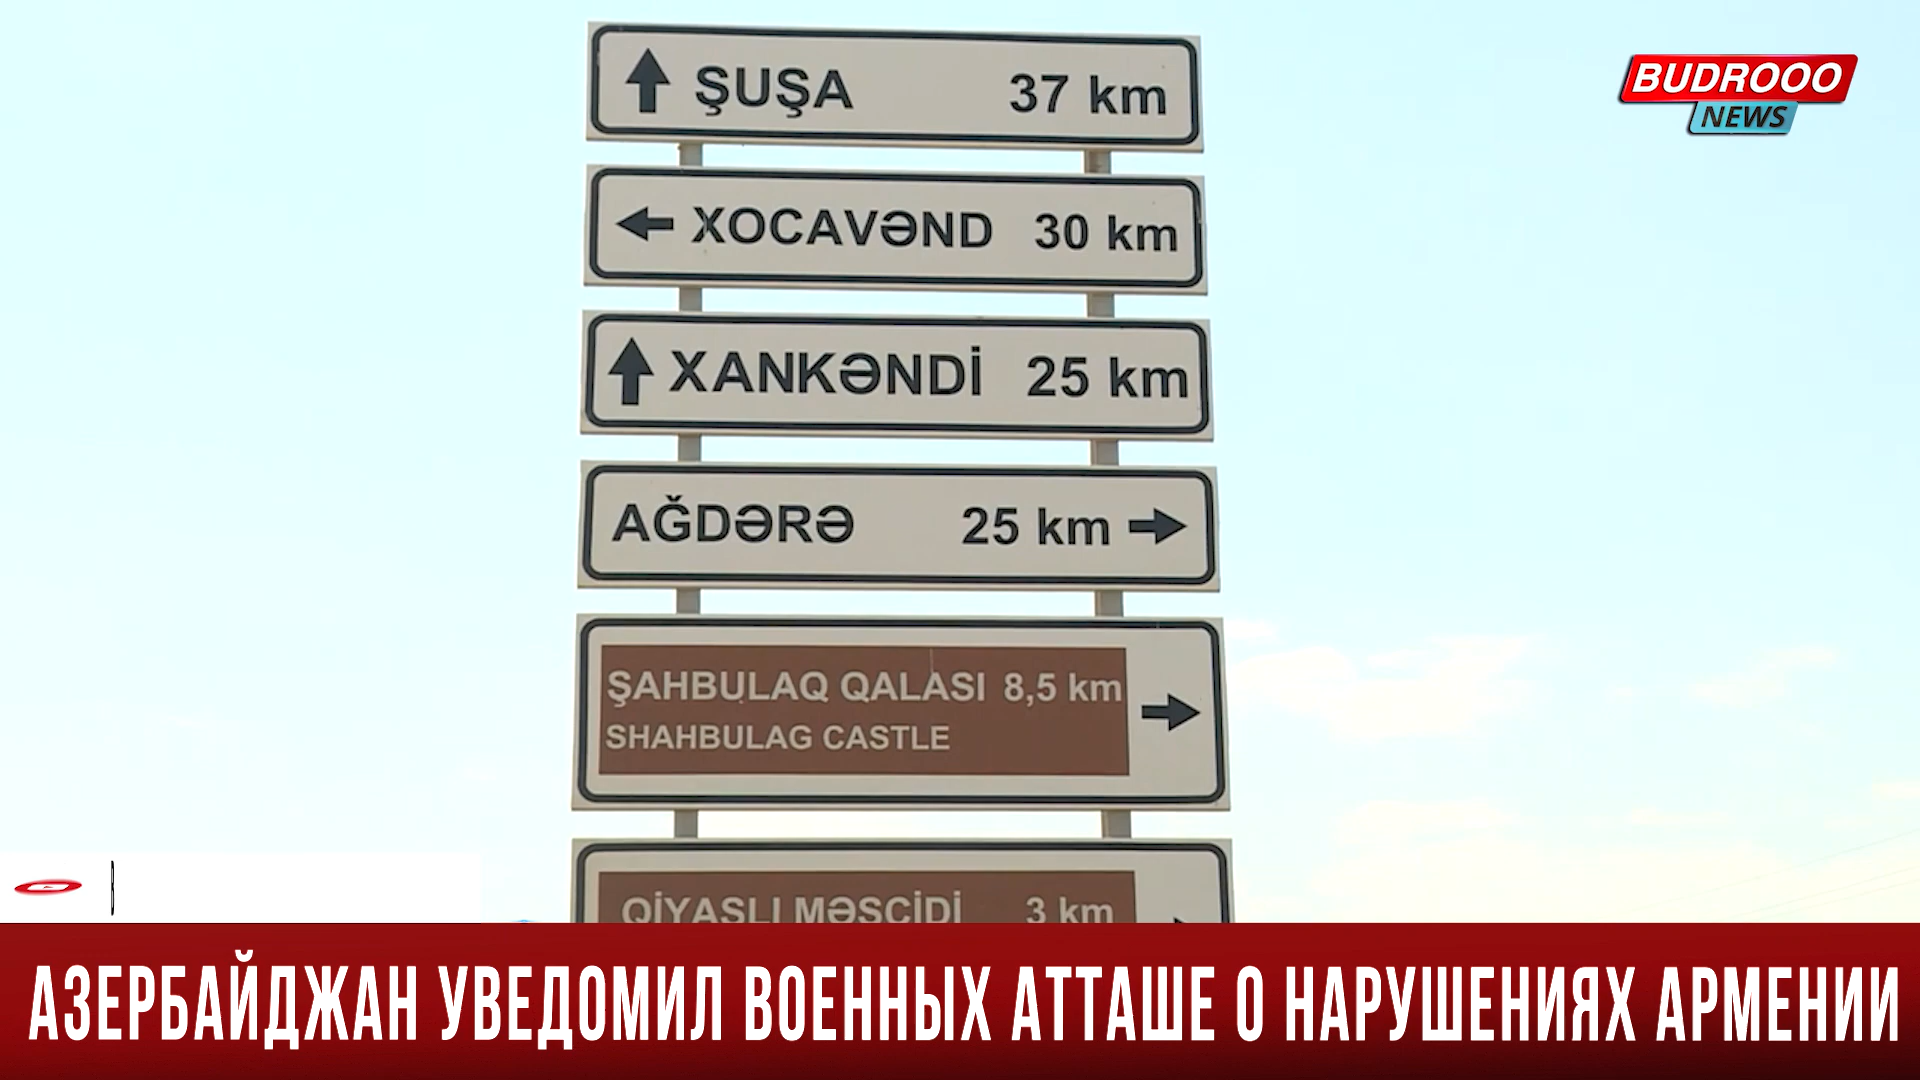 ŞUŞA 37 km
BUDROOO
NEWS
XOCAVƏND 30 km
XANKƏNDİ 25 km
AĞDƏRƏ 25 km
ŞAHBULAQ QALASI 8,5 km
SHAHBULAG CASTLE
QİYASLI MƏSCİDİ 3 km
АЗЕРБАЙДЖАН УВЕДОМИЛ ВОЕННЫХ АТТАШЕ О НАРУШЕНИЯХ АРМЕНИИ